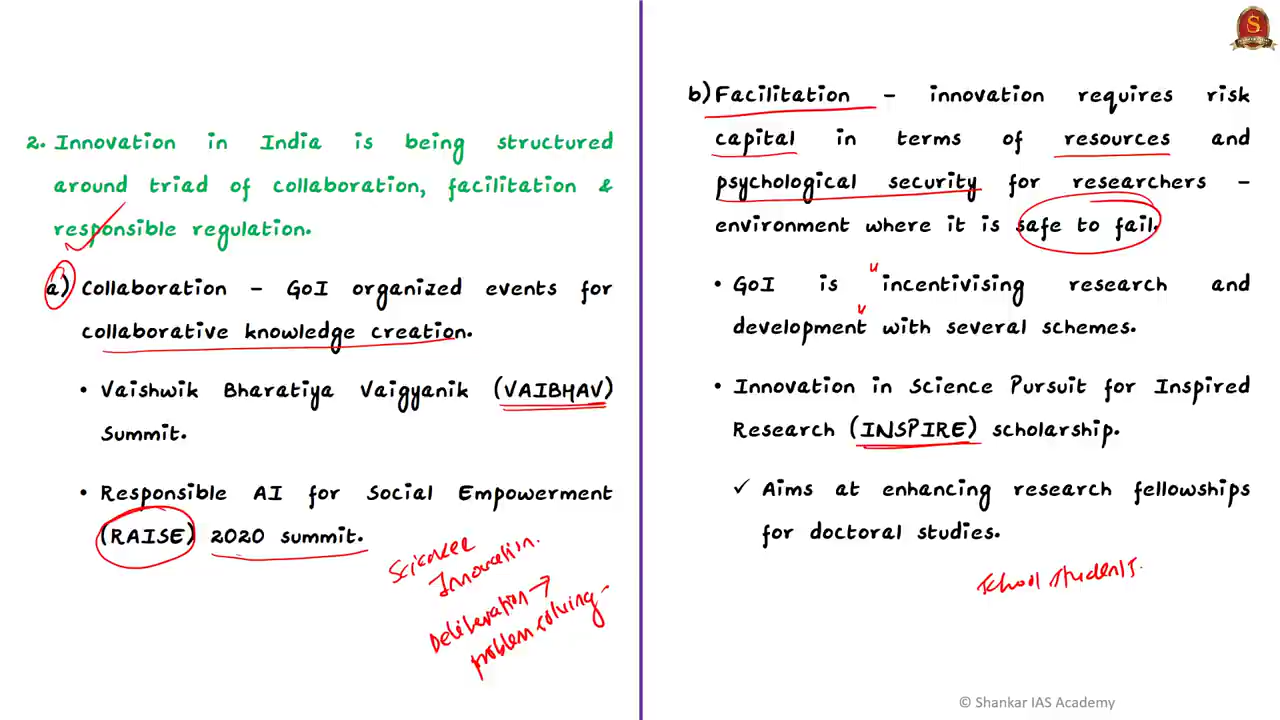 2. Innovation in India is being structured
around triad of collaboration, facilitation &
responsible regulation.
a) Collaboration – GoI organized events for
collaborative knowledge creation.
• Vaishwik Bharatiya Vaigyanik (VAIBHAV)
Summit.
• Responsible AI for Social Empowerment
(RAISE) 2020 summit.
Innovation.
Deliberation →
problem solving
b) Facilitation – innovation requires risk
capital in terms of resources and
psychological security for researchers –
environment where it is safe to fail.
• GoI is incentivising research and
development with several schemes.
• Innovation in Science Pursuit for Inspired
Research (INSPIRE) scholarship.
✓ Aims at enhancing research fellowships
for doctoral studies.
School students.
© Shankar IAS Academy